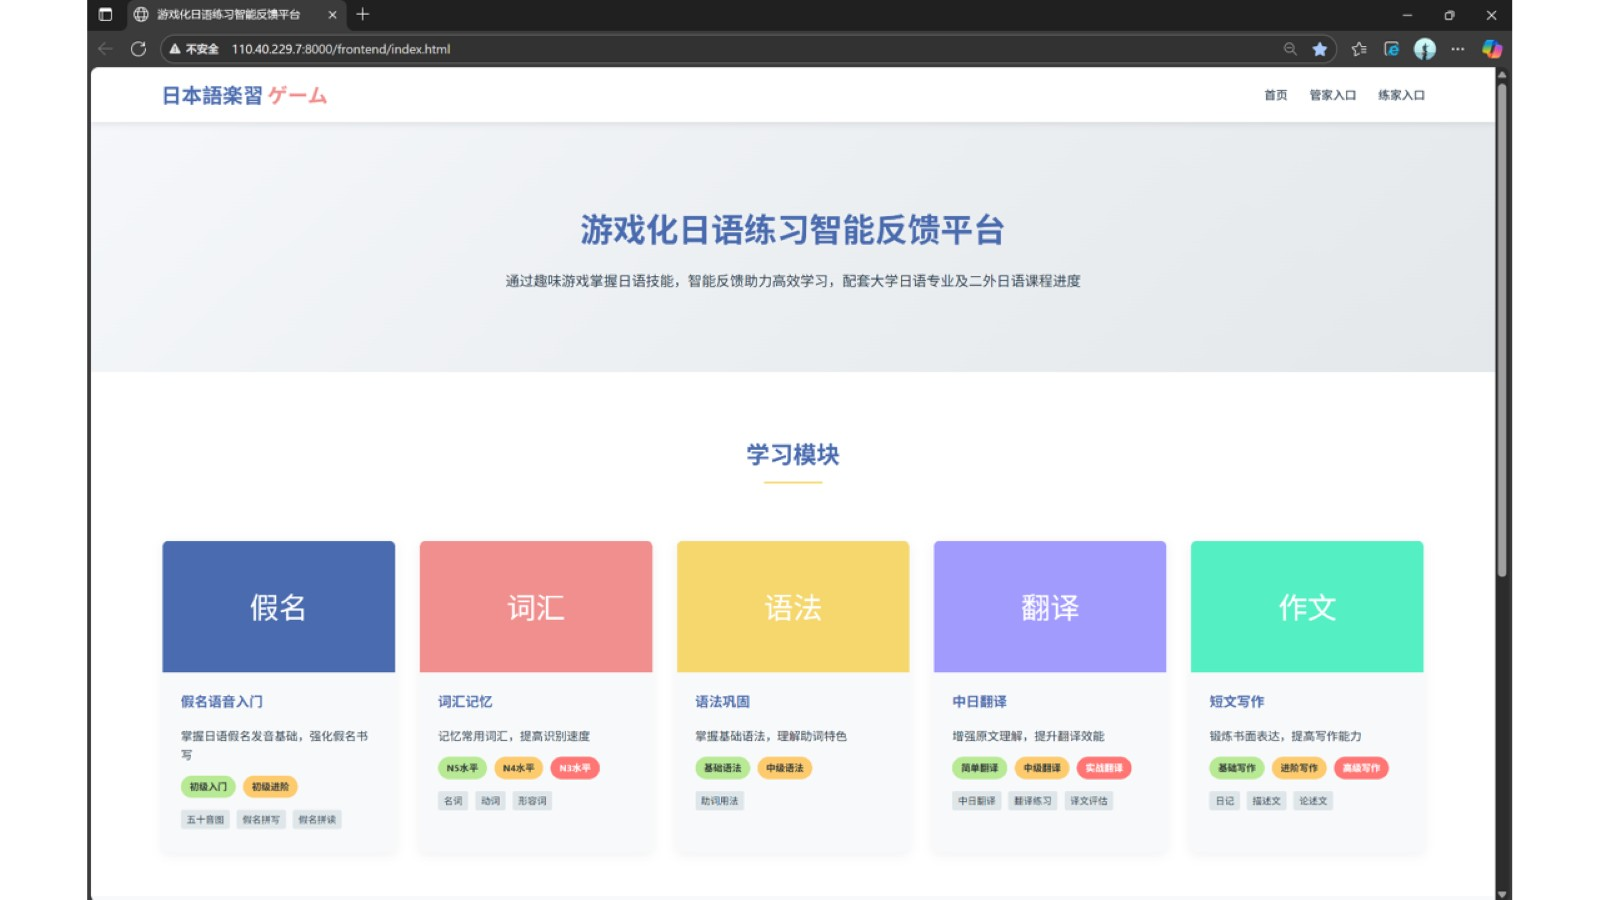 游戏化日语练习智能反馈平台
不安全 110.40.229.7:8000/frontend/index.html
日本語楽習 ゲーム
首页 管家入口 练家入口
游戏化日语练习智能反馈平台
通过趣味游戏掌握日语技能，智能反馈助力高效学习，配套大学日语专业及二外日语课程进度
学习模块
假名
假名语音入门
掌握日语假名发音基础，强化假名书
写
初级入门 初级进阶
五十音图 假名拼写 假名拼读
词汇
词汇记忆
记忆常用词汇，提高识别速度
N5水平 N4水平 N3水平
名词 动词 形容词
语法
语法巩固
掌握基础语法，理解助词特色
基础语法 中级语法
助词用法
翻译
中日翻译
增强原文理解，提升翻译效能
简单翻译 中级翻译 实战翻译
中日翻译 翻译练习 译文评估
作文
短文写作
锻炼书面表达，提高写作能力
基础写作 进阶写作 高级写作
日记 描述文 论述文